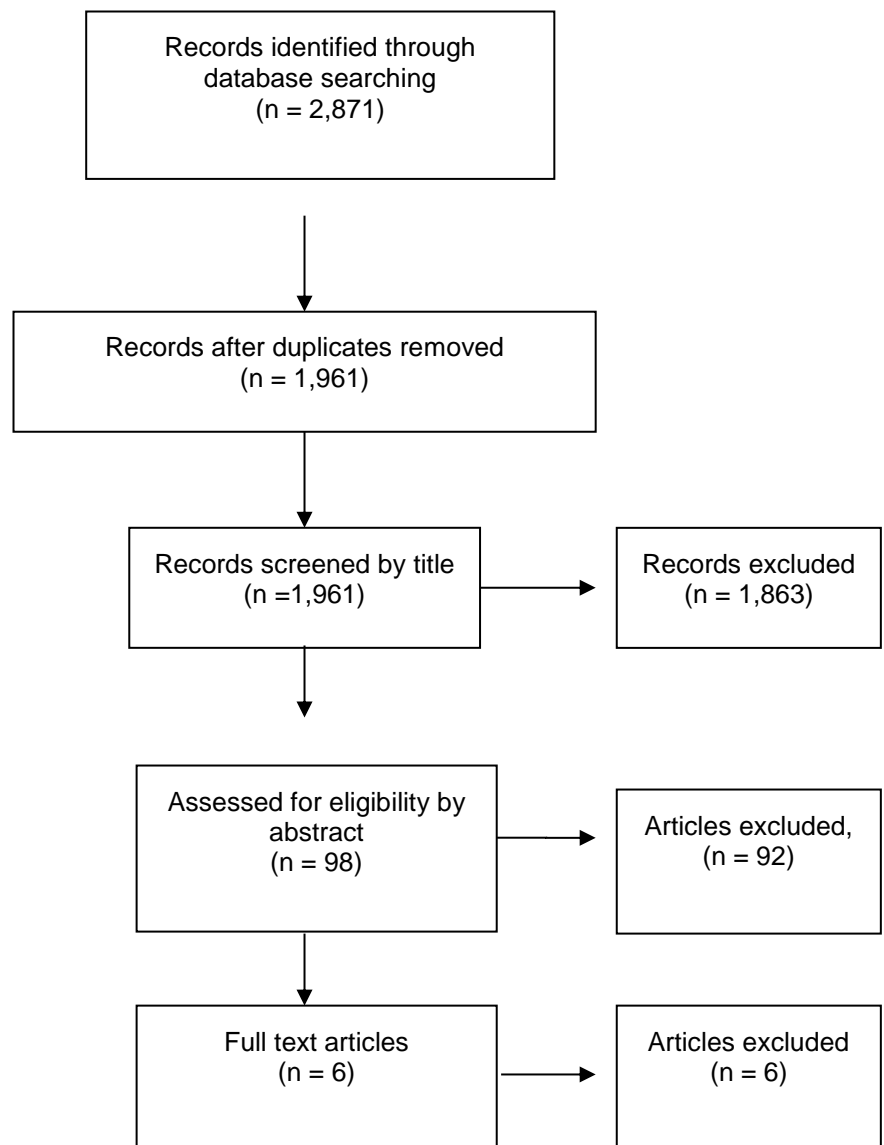 Records identified through
database searching
(n = 2,871)
Records after duplicates removed
(n = 1,961)
Records screened by title
(n =1,961)
Records excluded
(n = 1,863)
Assessed for eligibility by
abstract
(n = 98)
Articles excluded,
(n = 92)
Full text articles
(n = 6)
Articles excluded
(n = 6)